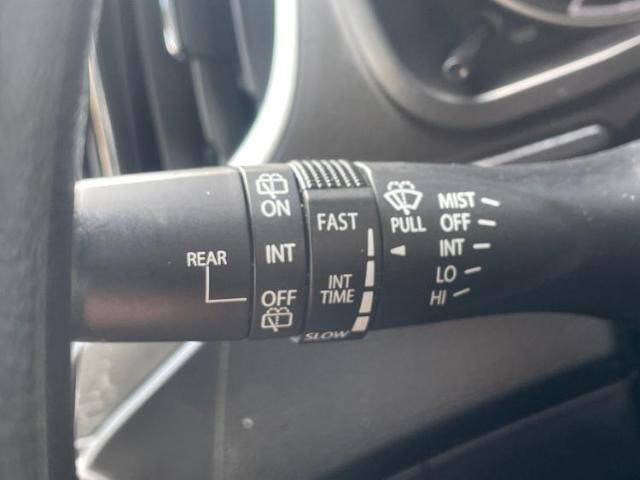 REAR
ON
INT
OFF
FAST
INT
TIME
SLOW
PULL
MIST
OFF
INT
LO
HI